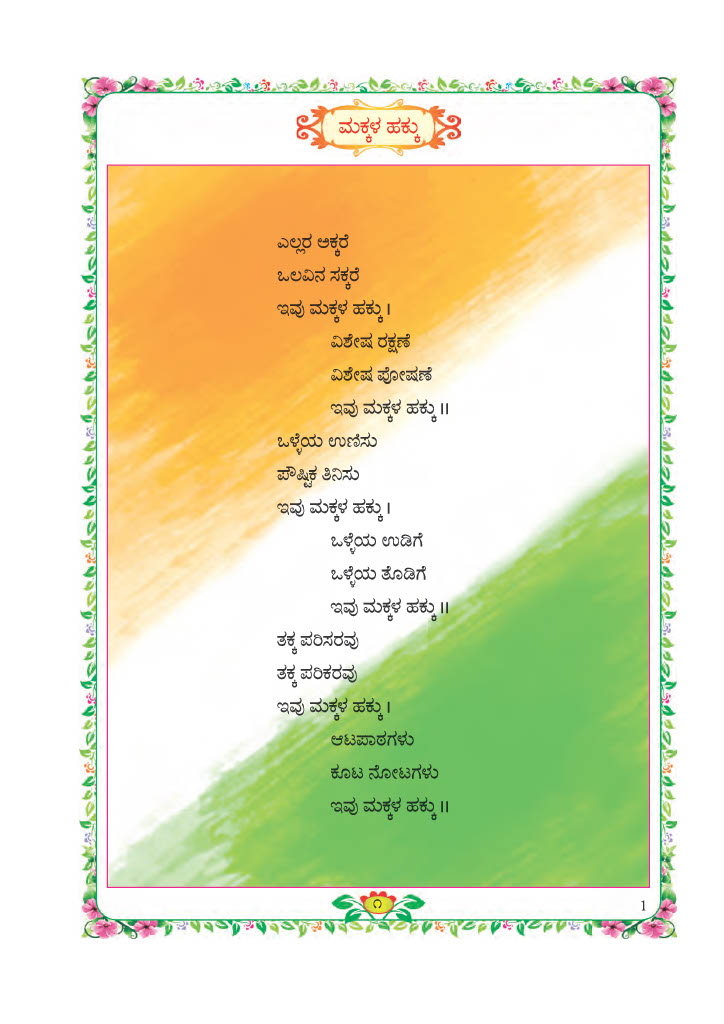 ಮಕ್ಕಳ ಹಕ್ಕು
ಎಲ್ಲರ ಅಕ್ಕರೆ
ಒಲವಿನ ಸಕ್ಕರೆ
ಇವು ಮಕ್ಕಳ ಹಕ್ಕು ।
ವಿಶೇಷ ರಕ್ಷಣೆ
ವಿಶೇಷ ಪೋಷಣೆ
ಇವು ಮಕ್ಕಳ ಹಕ್ಕು ॥
ಒಳ್ಳೆಯ ಉಣಿಸು
ಪೌಷ್ಟಿಕ ತಿನಿಸು
ಇವು ಮಕ್ಕಳ ಹಕ್ಕು ।
ಒಳ್ಳೆಯ ಉಡಿಗೆ
ಒಳ್ಳೆಯ ತೊಡಿಗೆ
ಇವು ಮಕ್ಕಳ ಹಕ್ಕು ॥
ತಕ್ಕ ಪರಿಸರವು
ತಕ್ಕ ಪರಿಕರವು
ಇವು ಮಕ್ಕಳ ಹಕ್ಕು ।
ಆಟಪಾಠಗಳು
ಕೂಟ ನೋಟಗಳು
ಇವು ಮಕ್ಕಳ ಹಕ್ಕು ॥
೧
1